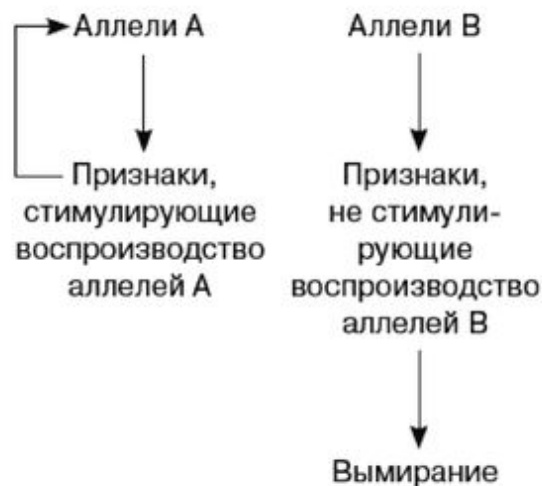 Аллели А
Признаки,
стимулирующие
воспроизводство
аллелей А
Аллели В
Признаки,
не стимули-
рующие
воспроизводство
аллелей В
Вымирание